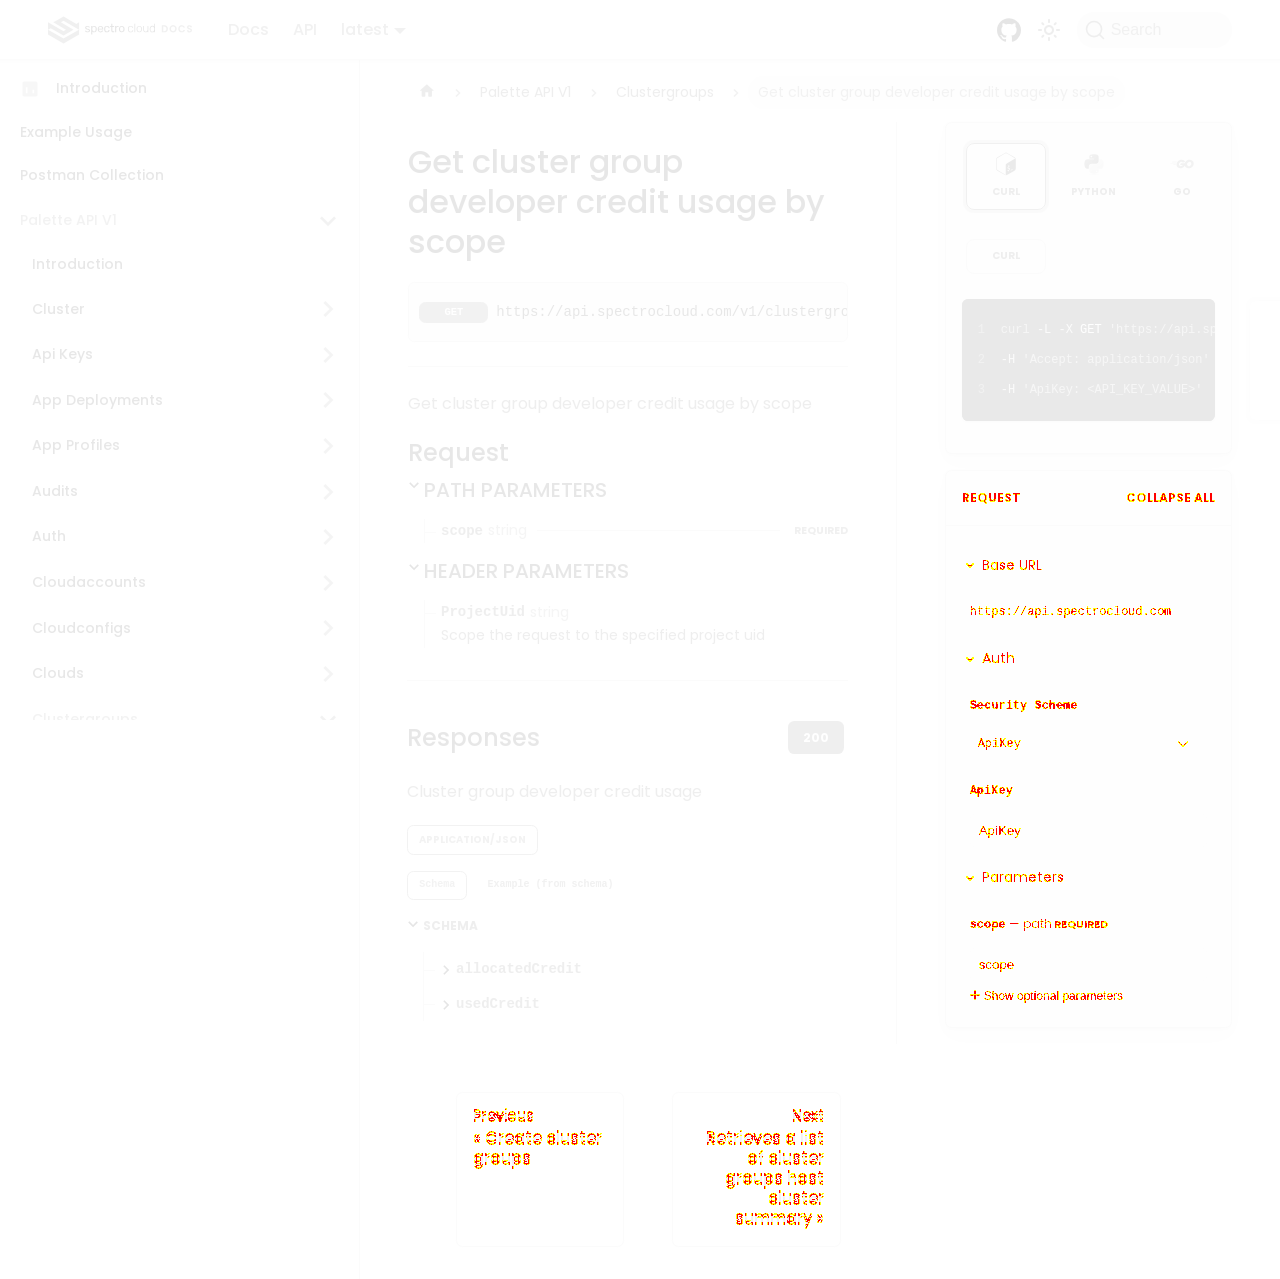 spectro cloud DOCS
Docs API latest
Search
Introduction
Example Usage
Postman Collection
Palette API V1
Introduction
Cluster
Api Keys
App Deployments
App Profiles
Audits
Auth
Cloudaccounts
Cloudconfigs
Clouds
Clustergroups
Palette API V1 > Clustergroups > Get cluster group developer credit usage by scope
Get cluster group
developer credit usage by
scope
GET https://api.spectrocloud.com/v1/clustergro
Get cluster group developer credit usage by scope
Request
PATH PARAMETERS
scope string REQUIRED
HEADER PARAMETERS
ProjectUid string
Scope the request to the specified project uid
Responses 200
Cluster group developer credit usage
APPLICATION/JSON
Schema Example (from schema)
SCHEMA
allocatedCredit
usedCredit
Previous
« Create cluster
groups
Next
Retrieves a list
of cluster
groups host
cluster
summary »
CURL PYTHON GO
CURL
1 curl -L -X GET 'https://api.sp
2 -H 'Accept: application/json'
3 -H 'ApiKey: <API_KEY_VALUE>'
REQUEST COLLAPSE ALL
Base URL
https://api.spectrocloud.com
Auth
Security Scheme
ApiKey
ApiKey
ApiKey
Parameters
scope — path REQUIRED
scope
Show optional parameters